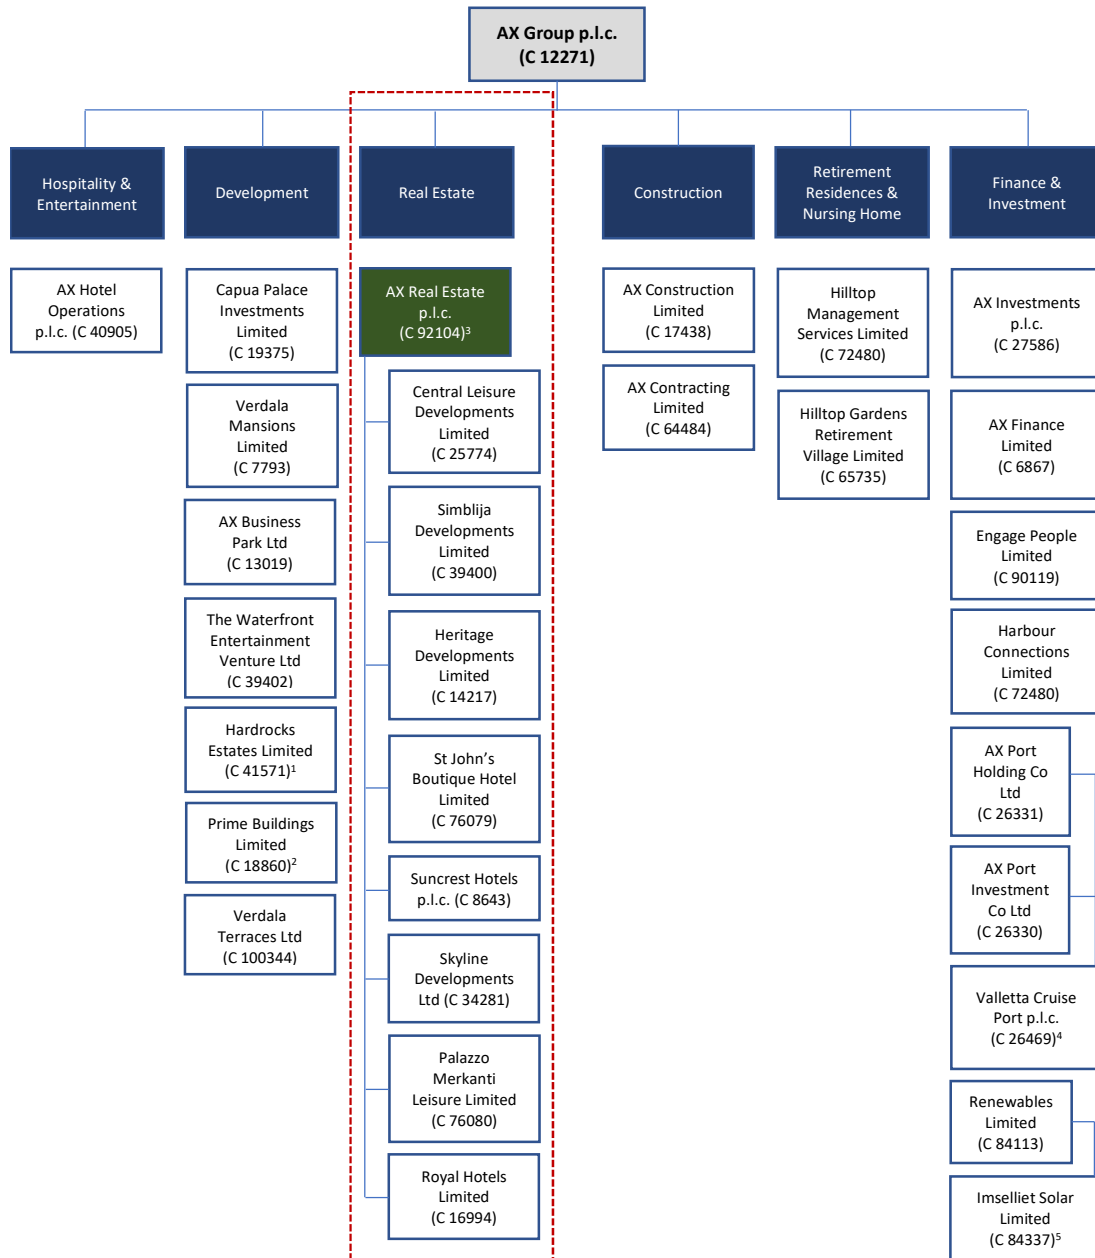 AX Group p.l.c.
(C 12271)
Hospitality &
Entertainment
Development
Real Estate
Construction
Retirement
Residences &
Nursing Home
Finance &
Investment
AX Hotel
Operations
p.l.c. (C 40905)
Capua Palace
Investments
Limited
(C 19375)
Verdala
Mansions
Limited
(C 7793)
AX Business
Park Ltd
(C 13019)
The Waterfront
Entertainment
Venture Ltd
(C 39402)
Hardrocks
Estates Limited
(C 41571)¹
Prime Buildings
Limited
(C 18860)²
Verdala
Terraces Ltd
(C 100344)
AX Real Estate
p.l.c.
(C 92104)³
Central Leisure
Developments
Limited
(C 25774)
Simblija
Developments
Limited
(C 39400)
Heritage
Developments
Limited
(C 14217)
St John’s
Boutique Hotel
Limited
(C 76079)
Suncrest Hotels
p.l.c. (C 8643)
Skyline
Developments
Ltd (C 34281)
Palazzo
Merkanti
Leisure Limited
(C 76080)
Royal Hotels
Limited
(C 16994)
AX Construction
Limited
(C 17438)
AX Contracting
Limited
(C 64484)
Hilltop
Management
Services Limited
(C 72480)
Hilltop Gardens
Retirement
Village Limited
(C 65735)
AX Investments
p.l.c.
(C 27586)
AX Finance
Limited
(C 6867)
Engage People
Limited
(C 90119)
Harbour
Connections
Limited
(C 72480)
AX Port
Holding Co
Ltd
(C 26331)
AX Port
Investment
Co Ltd
(C 26330)
Valletta Cruise
Port p.l.c.
(C 26469)⁴
Renewables
Limited
(C 84113)
Imselliet Solar
Limited
(C 84337)⁵